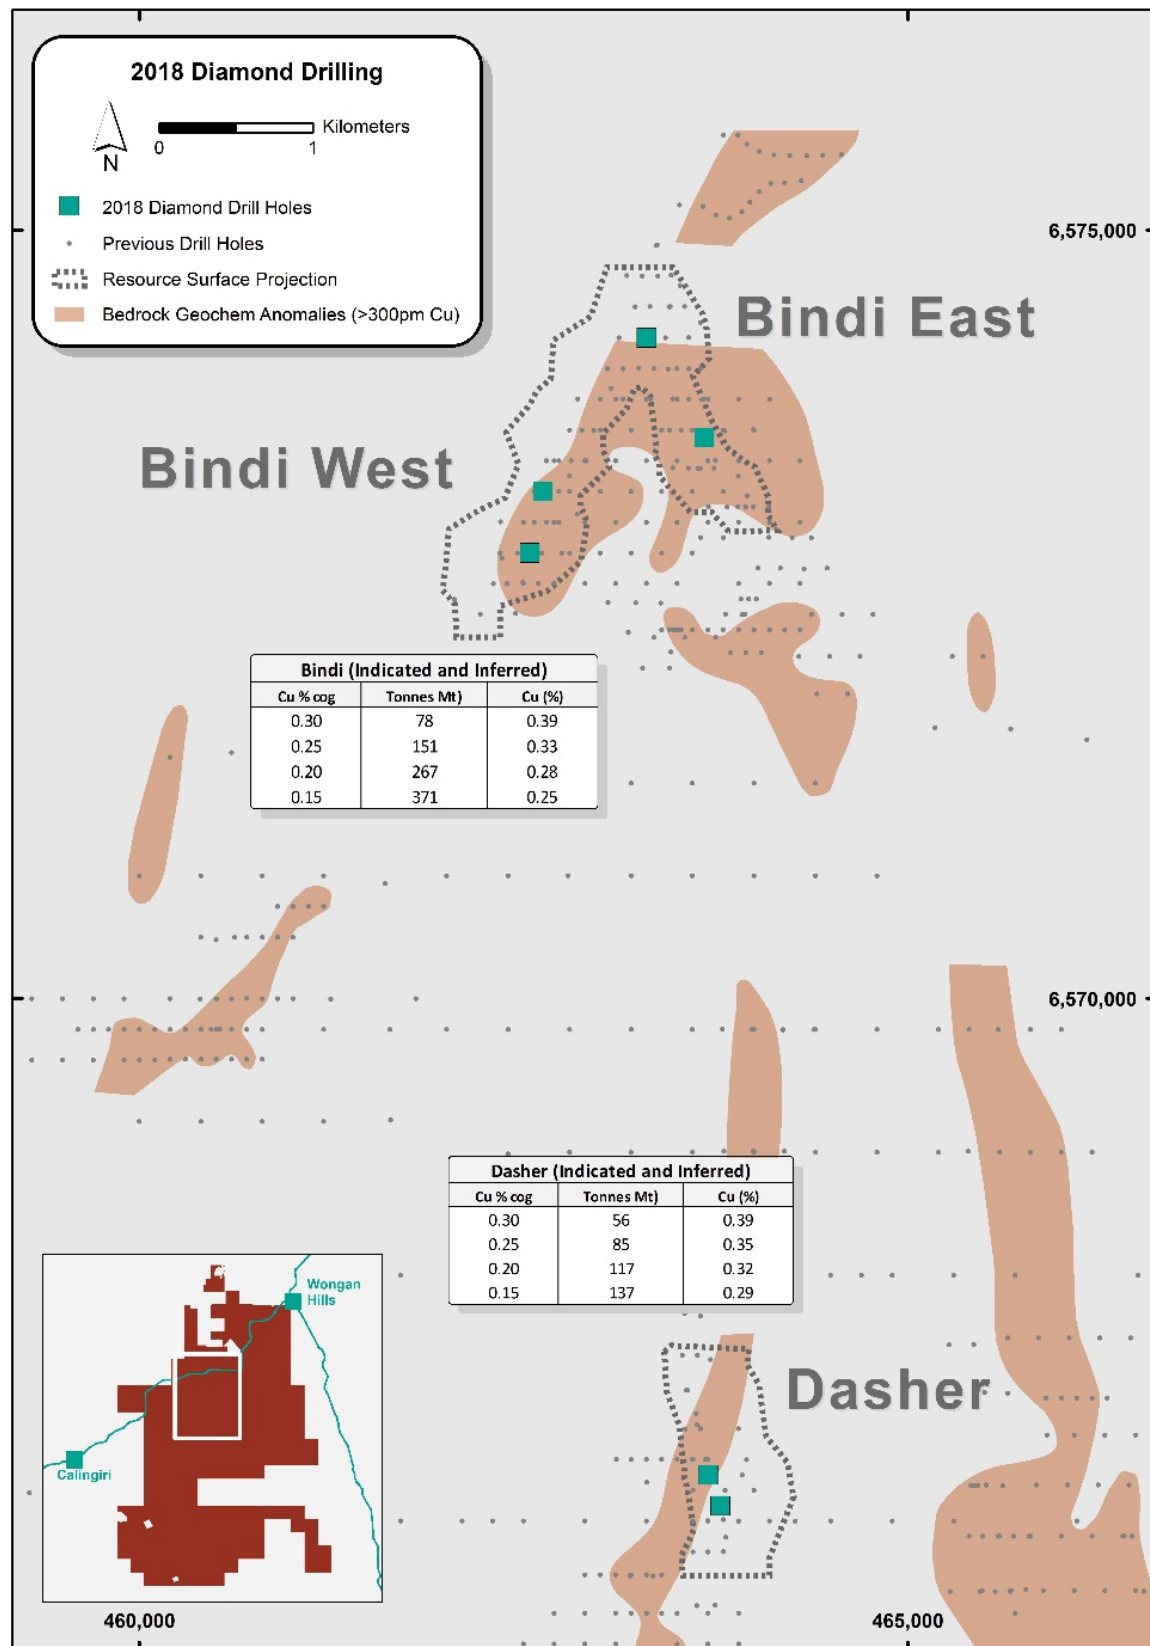 2018 Diamond Drilling
Kilometers
0 1
N
2018 Diamond Drill Holes
Previous Drill Holes
Resource Surface Projection
Bedrock Geochem Anomalies (>300pm Cu)
6,575,000
Bindi East
Bindi West
Bindi (Indicated and Inferred)
Cu % cog Tonnes Mt) Cu (%)
0.30 78 0.39
0.25 151 0.33
0.20 267 0.28
0.15 371 0.25
6,570,000
Dasher (Indicated and Inferred)
Cu % cog Tonnes Mt) Cu (%)
0.30 56 0.39
0.25 85 0.35
0.20 117 0.32
0.15 137 0.29
Wongan
Hills
Calingiri
Dasher
460,000
465,000